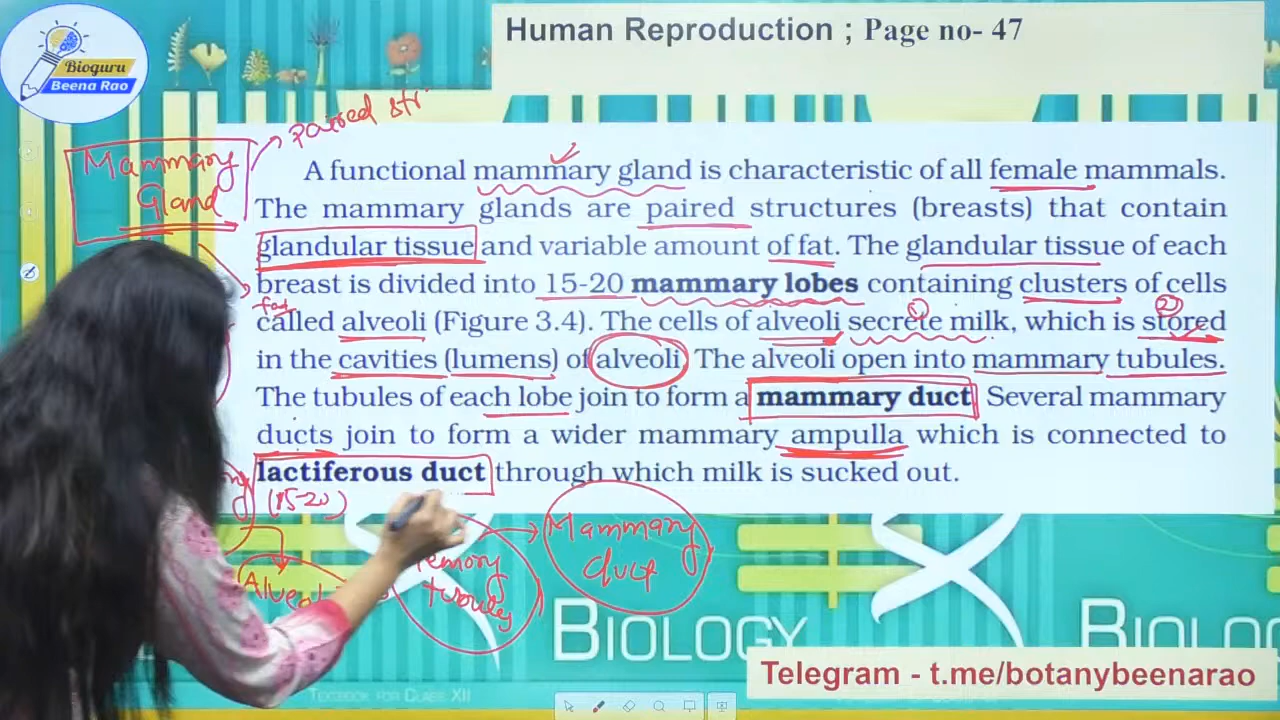 Human Reproduction ; Page no- 47
Bioguru
Beena Rao
Paired
Mammary
Gland
A functional mammary gland is characteristic of all female mammals.
The mammary glands are paired structures (breasts) that contain
glandular tissue and variable amount of fat. The glandular tissue of each
breast is divided into 15-20 mammary lobes containing clusters of cells
fat
called alveoli (Figure 3.4). The cells of alveoli secrete milk, which is stored
in the cavities (lumens) of alveoli. The alveoli open into mammary tubules.
The tubules of each lobe join to form a mammary duct. Several mammary
ducts join to form a wider mammary ampulla which is connected to
lactiferous duct through which milk is sucked out.
(15-20)
Mammary
duct
tubules
BIOLOGY
TEXTBOOK FOR CLASS XII
Telegram - t.me/botanybeenarao